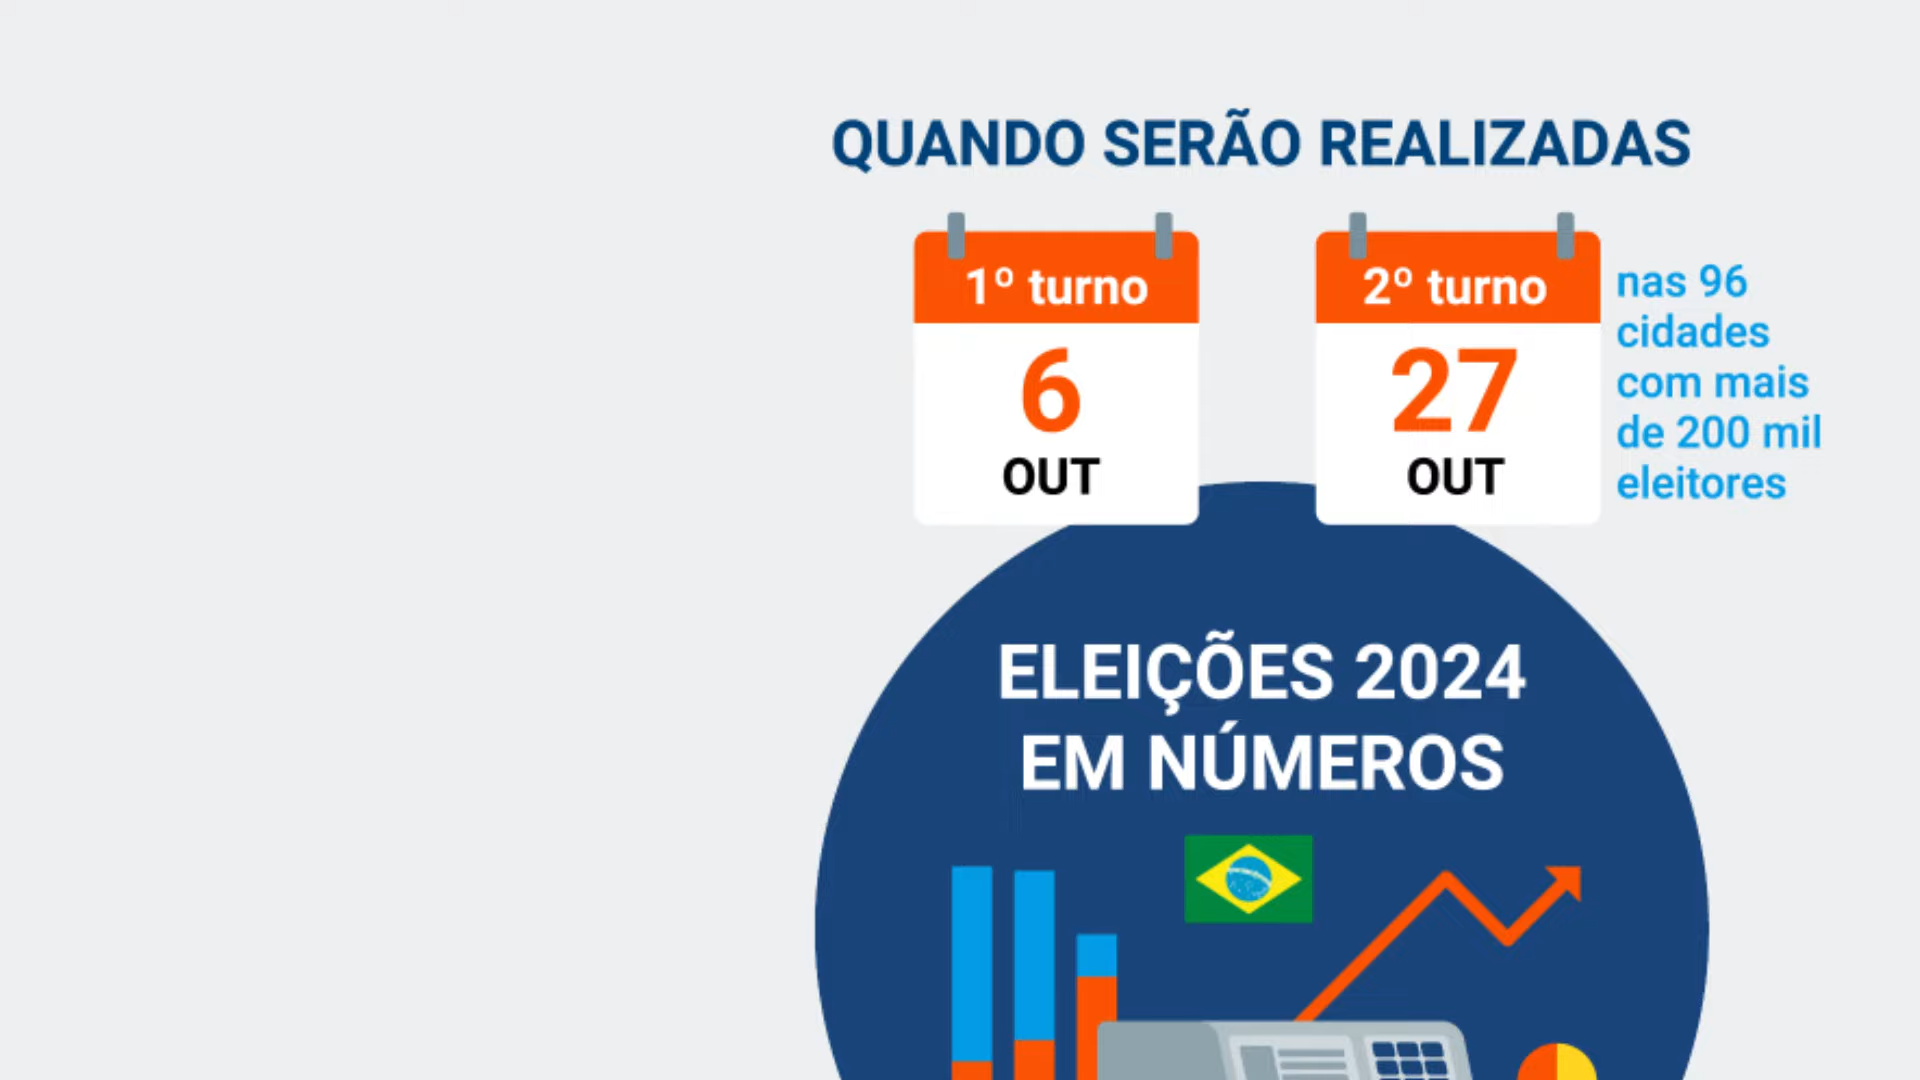 QUANDO SERÃO REALIZADAS
1º turno
6
OUT
2º turno
27
OUT
nas 96
cidades
com mais
de 200 mil
eleitores
ELEIÇÕES 2024
EM NÚMEROS